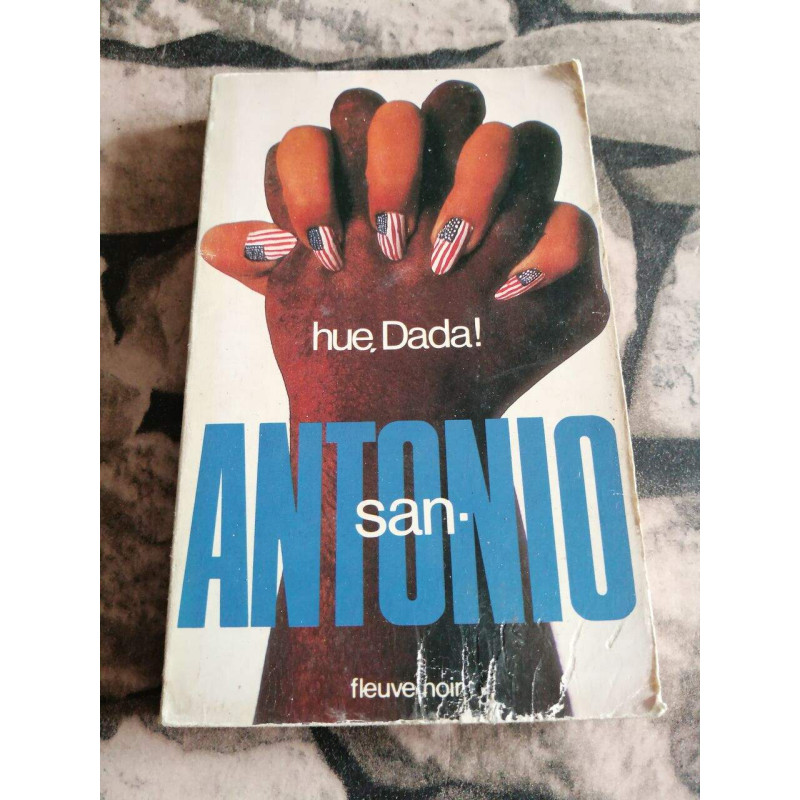 hue, Dada!
ANTONIO
san-
fleuve noir